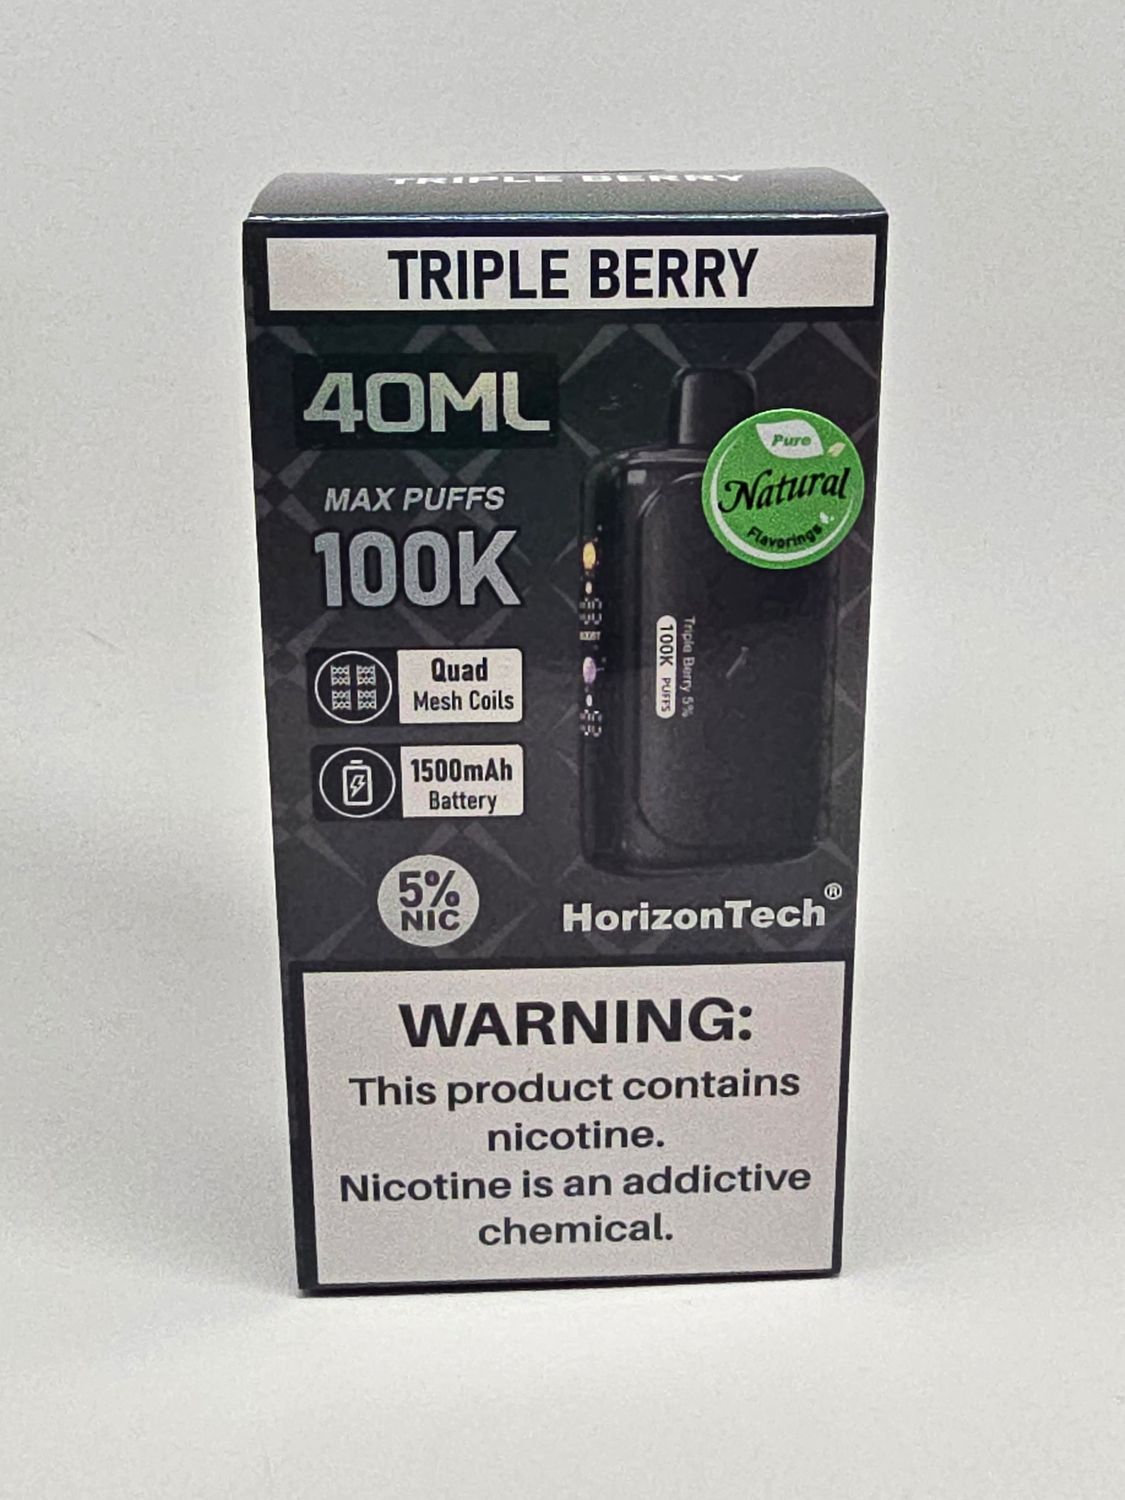 TRIPLE BERRY
TRIPLE BERRY
40ML
MAX PUFFS
100K
Pure
Natural
Flavorings
Quad
Mesh Coils
1500mAh
Battery
Triple Berry 5%
100K PUFFS
BOOST
5%
NIC
HorizonTech®
WARNING:
This product contains
nicotine.
Nicotine is an addictive
chemical.